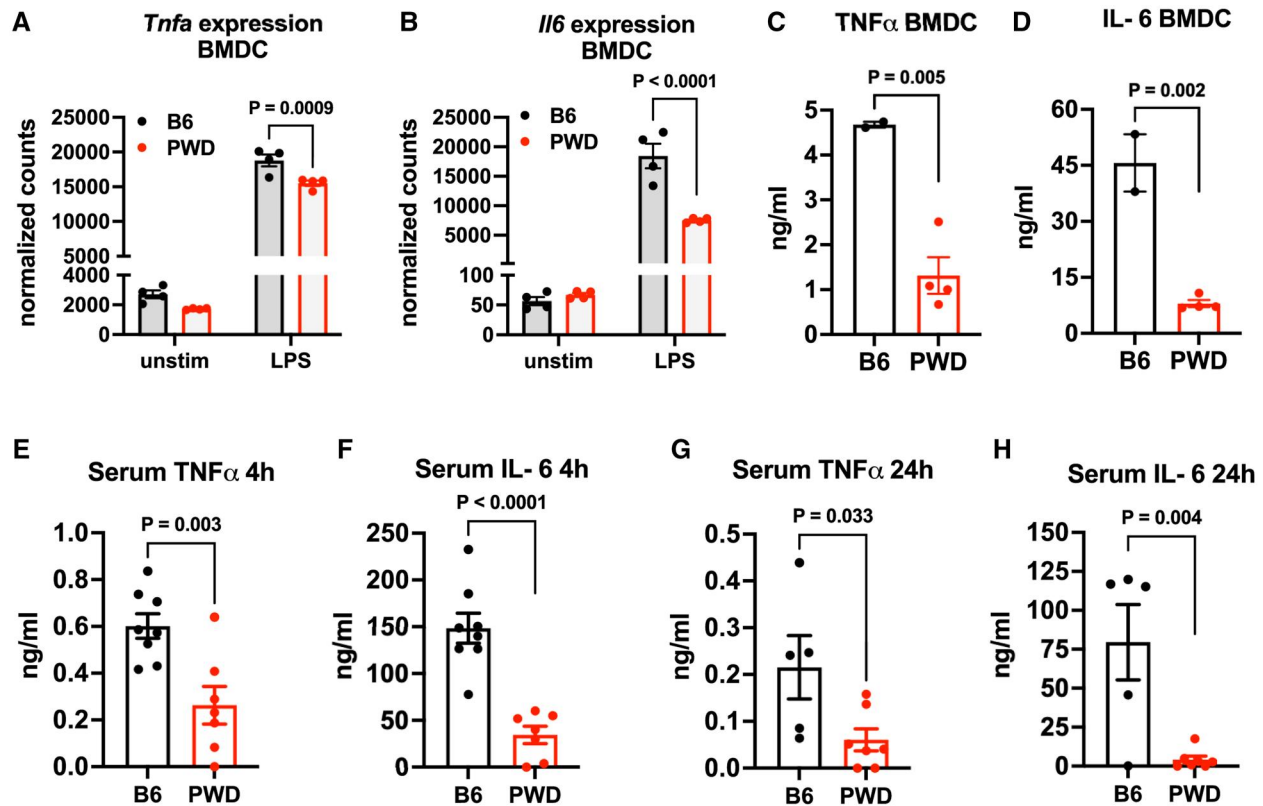 A
Tnfa expression
BMDC
P = 0.0009
B6
PWD
normalized counts
25000
20000
15000
10000
5000
4000
2000
0
unstim
LPS
B
Il6 expression
BMDC
P < 0.0001
B6
PWD
normalized counts
25000
20000
15000
10000
5000
100
50
0
unstim
LPS
C
TNFα BMDC
P = 0.005
ng/ml
5
4
3
2
1
0
B6 PWD
D
IL- 6 BMDC
P = 0.002
ng/ml
60
45
30
15
0
B6 PWD
E
Serum TNFα 4h
P = 0.003
ng/ml
1.0
0.8
0.6
0.4
0.2
0.0
B6 PWD
F
Serum IL- 6 4h
P < 0.0001
ng/ml
250
200
150
100
50
0
B6 PWD
G
Serum TNFα 24h
P = 0.033
ng/ml
0.5
0.4
0.3
0.2
0.1
0.0
B6 PWD
H
Serum IL- 6 24h
P = 0.004
ng/ml
150
125
100
75
50
25
0
B6 PWD